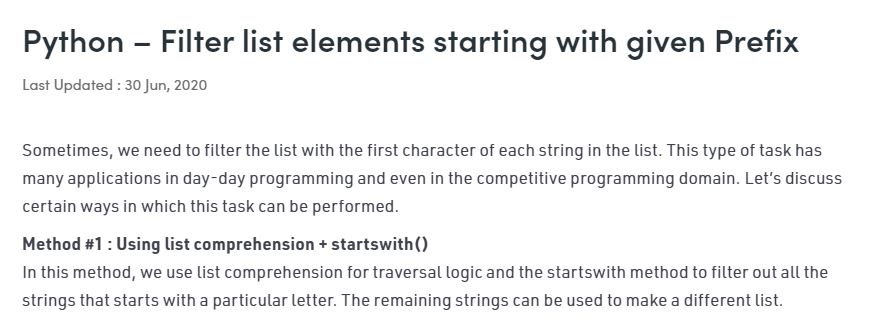 Python – Filter list elements starting with given Prefix
Last Updated : 30 Jun, 2020
Sometimes, we need to filter the list with the first character of each string in the list. This type of task has
many applications in day-day programming and even in the competitive programming domain. Let’s discuss
certain ways in which this task can be performed.
Method #1 : Using list comprehension + startswith()
In this method, we use list comprehension for traversal logic and the startswith method to filter out all the
strings that starts with a particular letter. The remaining strings can be used to make a different list.